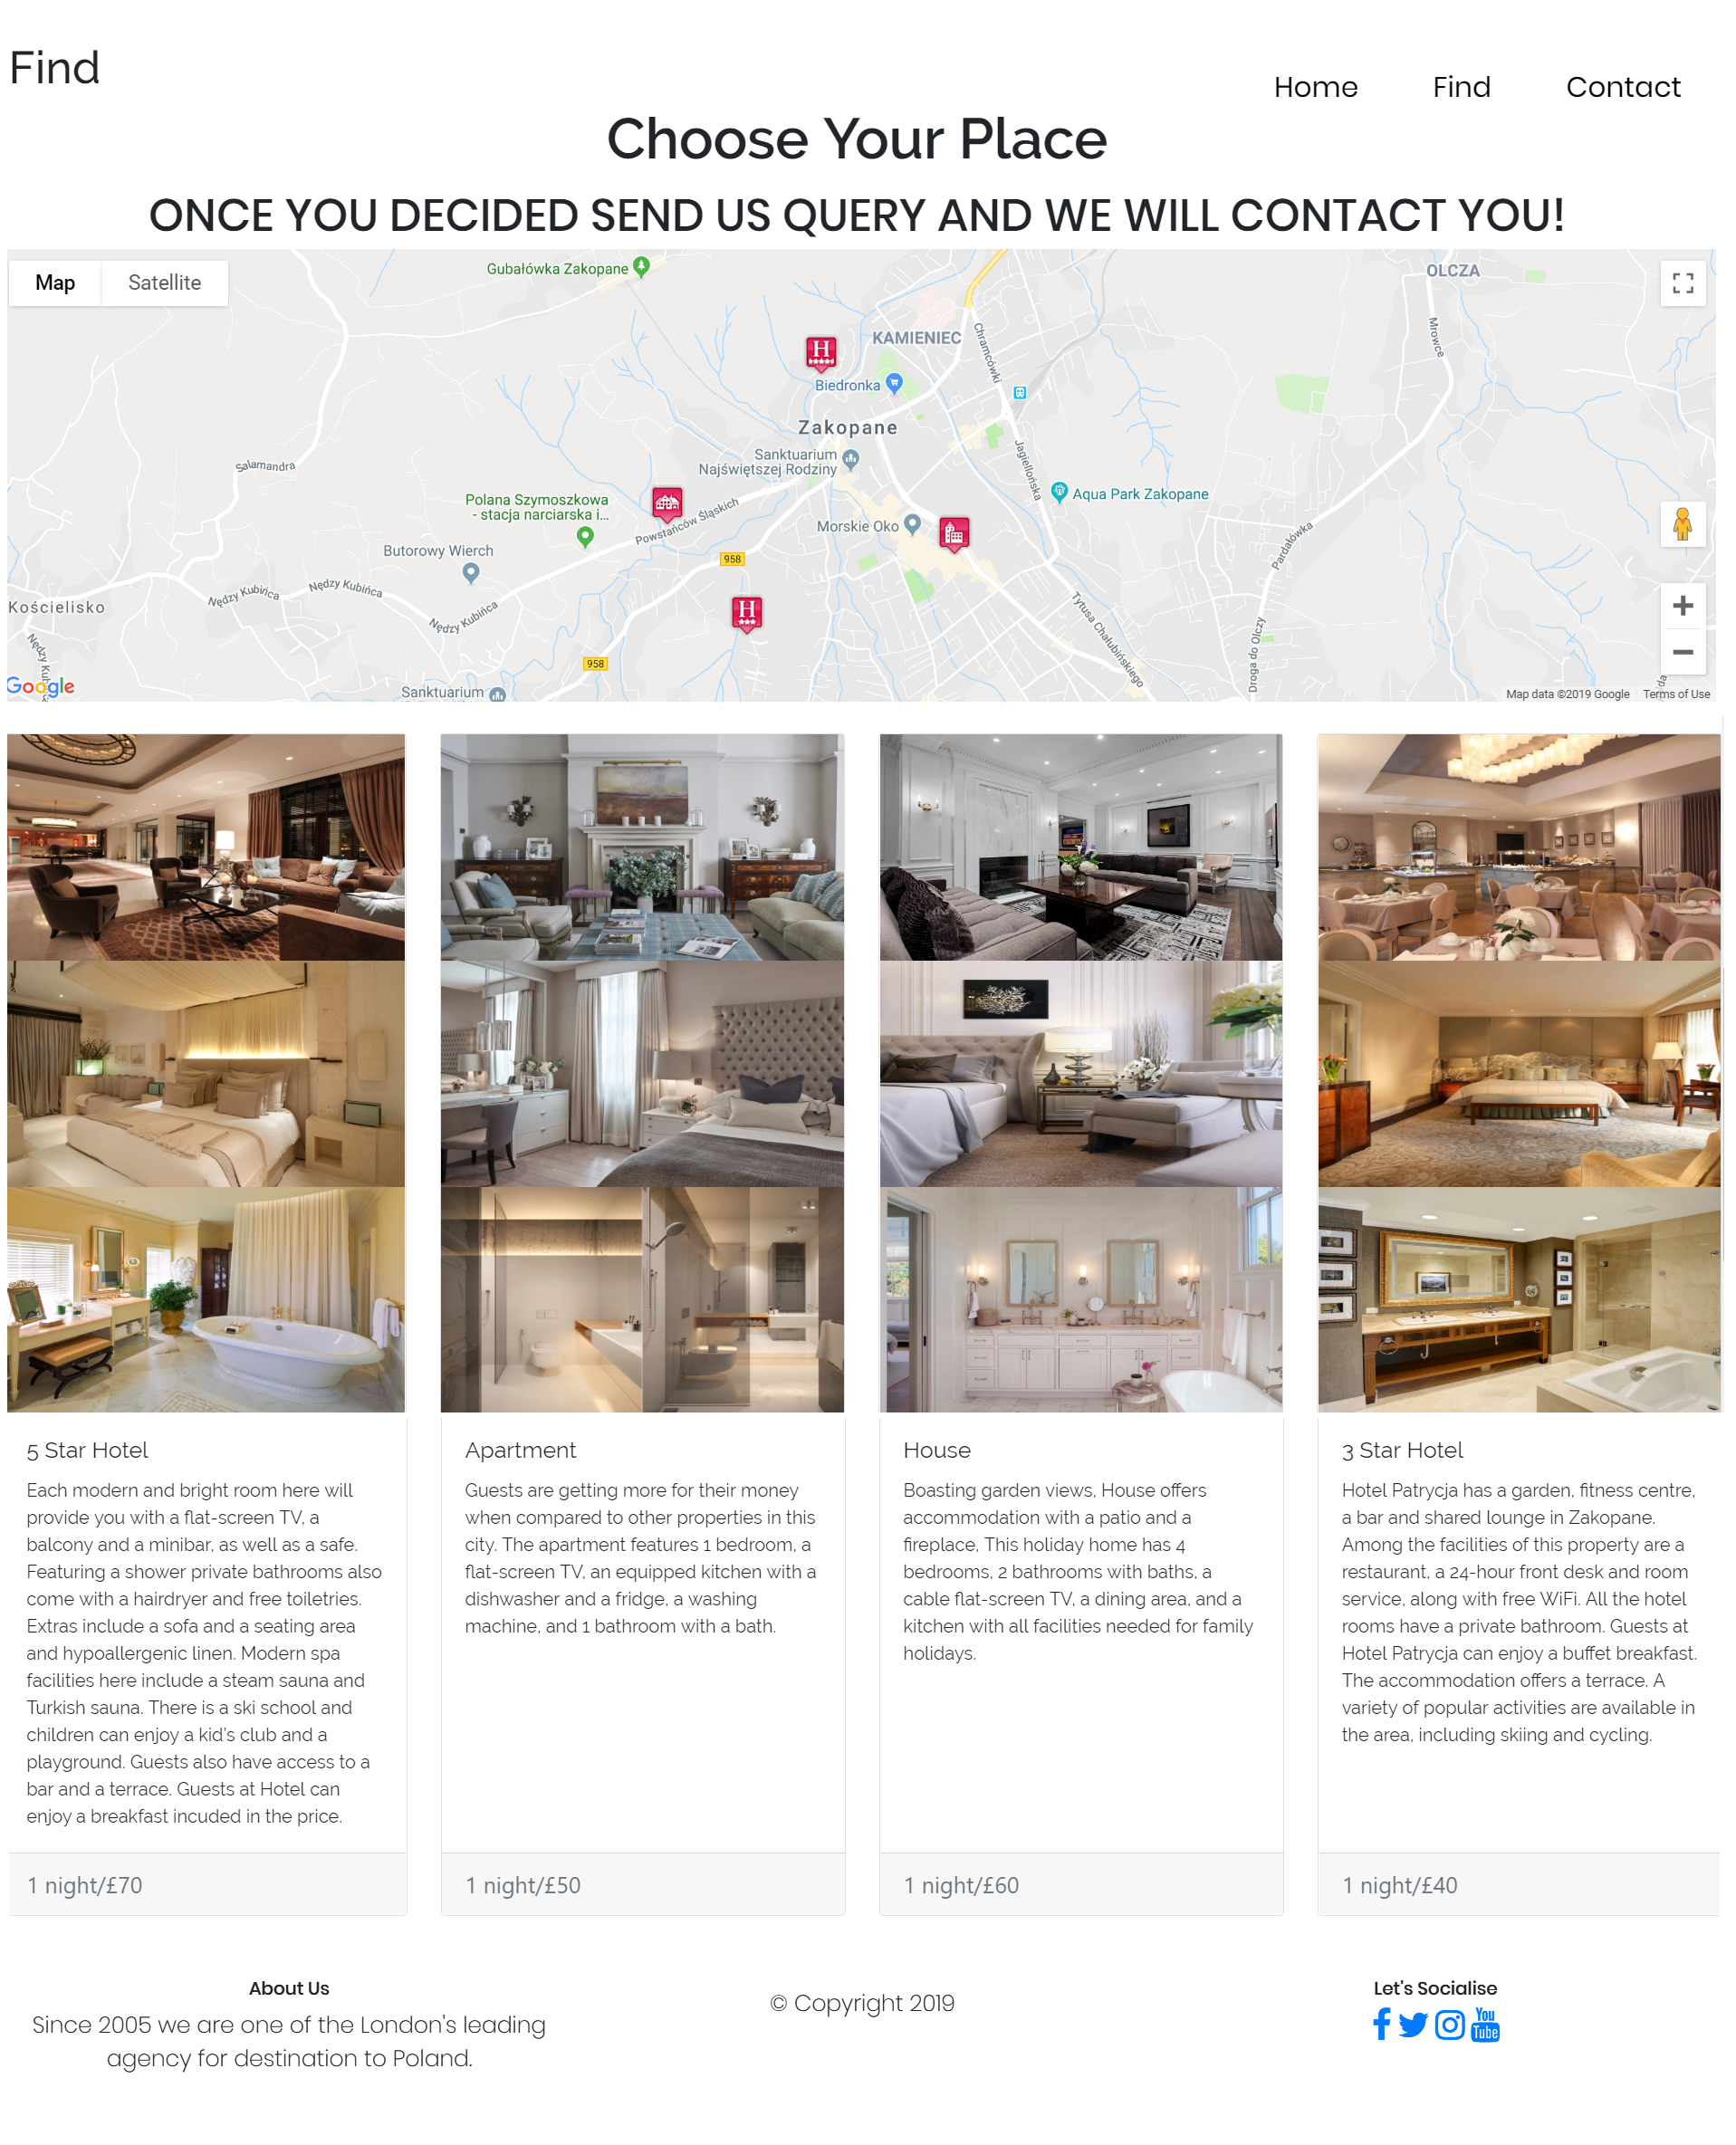 Find
Home
Find
Contact
Choose Your Place
ONCE YOU DECIDED SEND US QUERY AND WE WILL CONTACT YOU!
Map
Satellite
Gubałówka Zakopane
OLCZA
KAMIENIEC
Chramcówki
Mrowce
Biedronka
Zakopane
Sanktuarium
Najświętszej Rodziny
Jagiellońska
Salamandra
Polana Szymoszkowa
- stacja narciarska i...
Powstańców Śląskich
Aqua Park Zakopane
Morskie Oko
Pardałówka
Butorowy Wierch
958
Nędzy Kubińca
Nędzy Kubińca
Nędzy Kubińca
Kościelisko
H
H
Tytusa Chałubińskiego
Droga do Olczy
958
Sanktuarium
Google
Map data ©2019 Google
Terms of Use
5 Star Hotel
Each modern and bright room here will
provide you with a flat-screen TV, a
balcony and a minibar, as well as a safe.
Featuring a shower private bathrooms also
come with a hairdryer and free toiletries.
Extras include a sofa and a seating area
and hypoallergenic linen. Modern spa
facilities here include a steam sauna and
Turkish sauna. There is a ski school and
children can enjoy a kid's club and a
playground. Guests also have access to a
bar and a terrace. Guests at Hotel can
enjoy a breakfast incuded in the price.
1 night/£70
Apartment
Guests are getting more for their money
when compared to other properties in this
city. The apartment features 1 bedroom, a
flat-screen TV, an equipped kitchen with a
dishwasher and a fridge, a washing
machine, and 1 bathroom with a bath.
1 night/£50
House
Boasting garden views, House offers
accommodation with a patio and a
fireplace, This holiday home has 4
bedrooms, 2 bathrooms with baths, a
cable flat-screen TV, a dining area, and a
kitchen with all facilities needed for family
holidays.
1 night/£60
3 Star Hotel
Hotel Patrycja has a garden, fitness centre,
a bar and shared lounge in Zakopane.
Among the facilities of this property are a
restaurant, a 24-hour front desk and room
service, along with free WiFi. All the hotel
rooms have a private bathroom. Guests at
Hotel Patrycja can enjoy a buffet breakfast.
The accommodation offers a terrace. A
variety of popular activities are available in
the area, including skiing and cycling.
1 night/£40
About Us
Since 2005 we are one of the London's leading
agency for destination to Poland.
© Copyright 2019
Let's Socialise
You
Tube